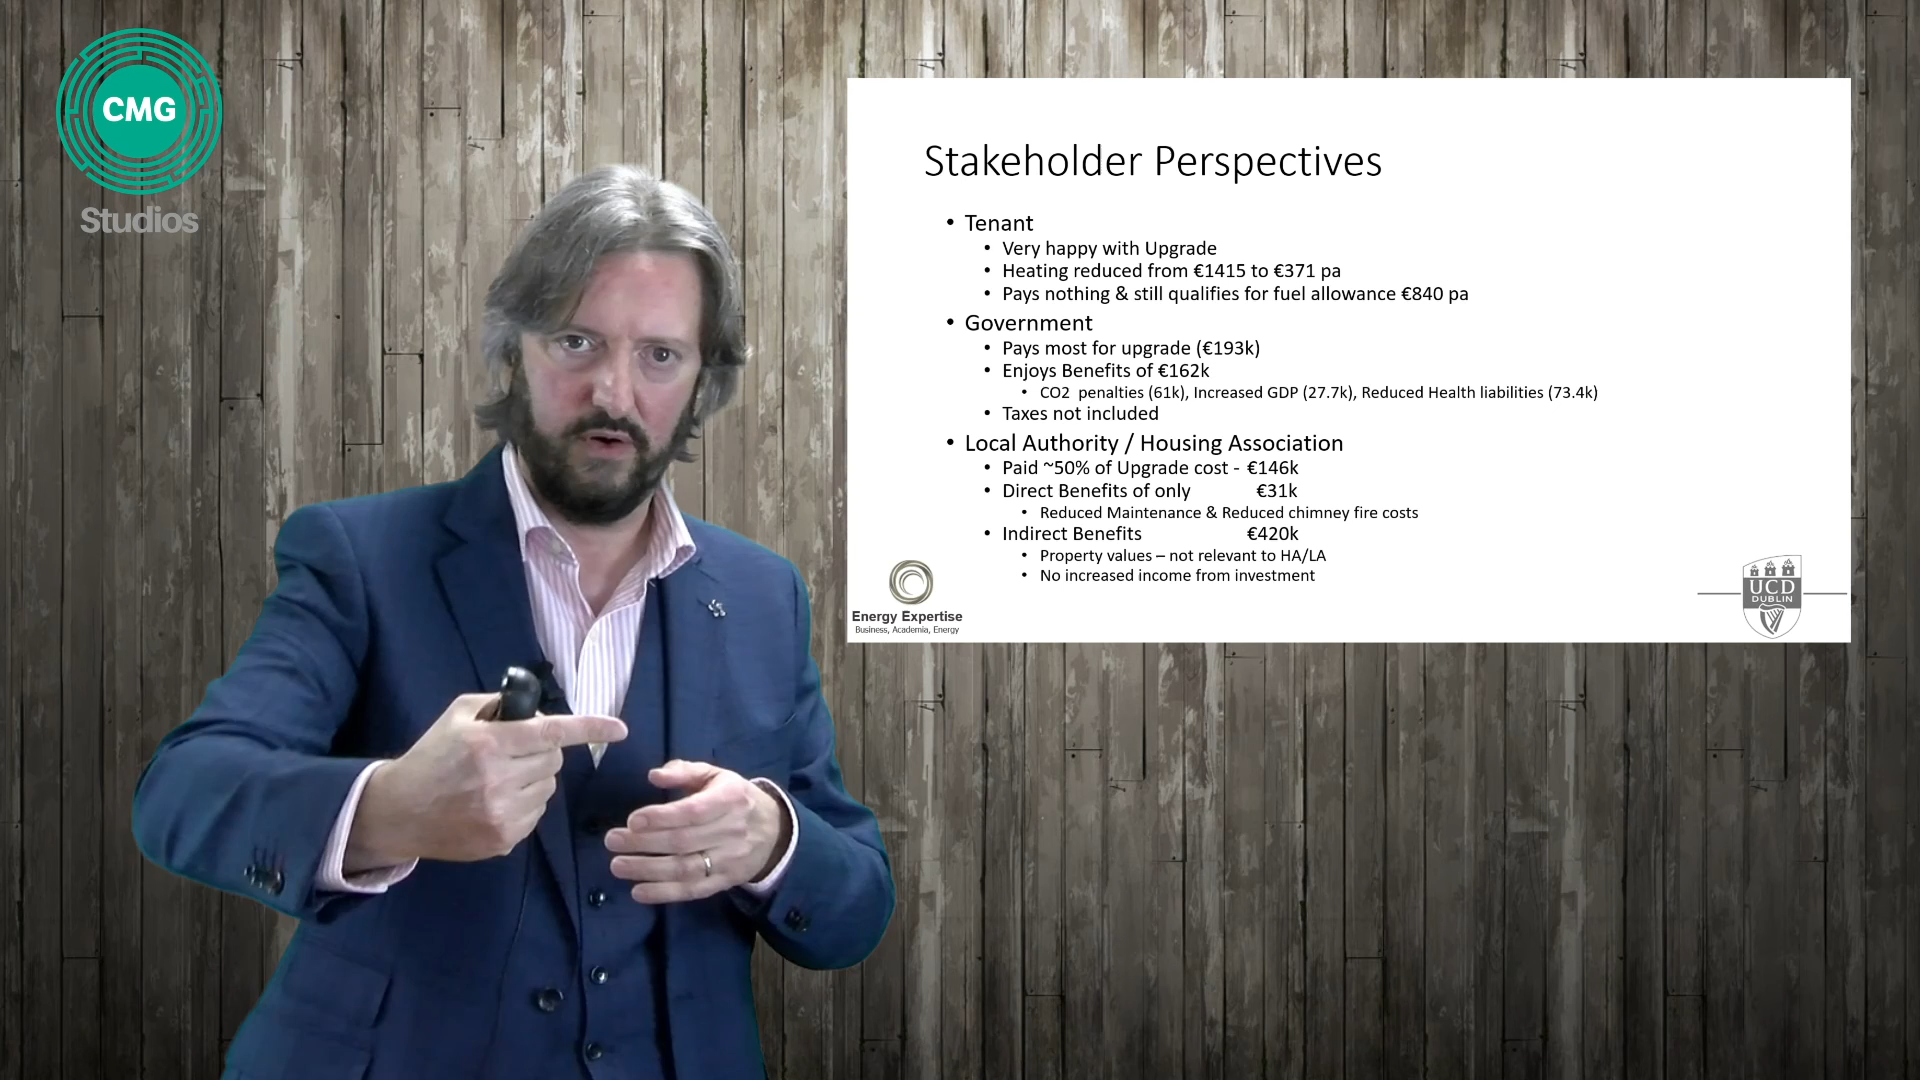 CMG
Studios
Stakeholder Perspectives
• Tenant
• Very happy with Upgrade
• Heating reduced from €1415 to €371 pa
• Pays nothing & still qualifies for fuel allowance €840 pa
• Government
• Pays most for upgrade (€193k)
• Enjoys Benefits of €162k
• CO2 penalties (61k), Increased GDP (27.7k), Reduced Health liabilities (73.4k)
• Taxes not included
• Local Authority / Housing Association
• Paid ~50% of Upgrade cost - €146k
• Direct Benefits of only €31k
• Reduced Maintenance & Reduced chimney fire costs
• Indirect Benefits €420k
• Property values – not relevant to HA/LA
• No increased income from investment
Energy Expertise
Business, Academia, Energy
UCD
DUBLIN